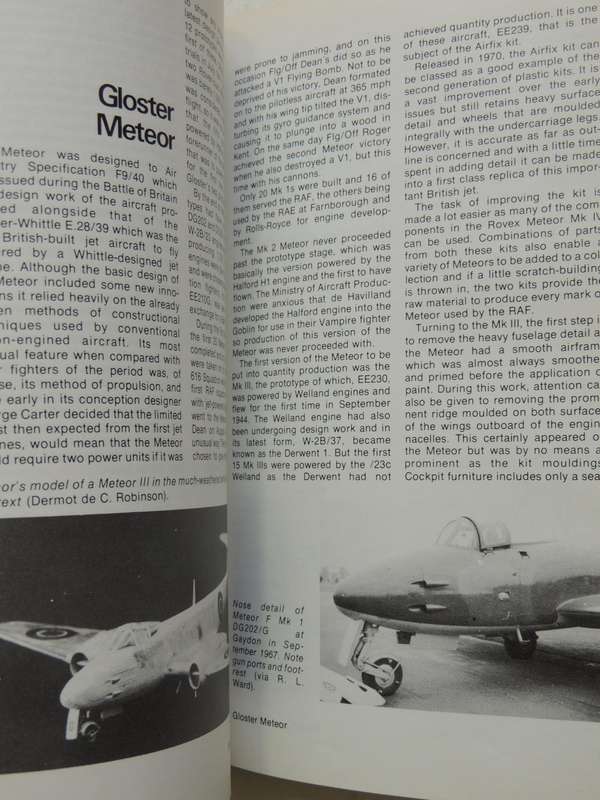 Gloster
Meteor
Meteor was designed to Air
Specification F9/40 which
issued during the Battle of Britain
design work of the aircraft pro-
alongside that of the
Whittle E.28/39 which was the
British-built jet aircraft to fly
by a Whittle-designed jet
Although the basic design of
Meteor included some new inno-
it relied heavily on the already
methods of constructional
used by conventional
aircraft. Its most
feature when compared with
fighters of the period was, of
its method of propulsion, and
early in its conception designer
Carter decided that the limited
then expected from the first jet
would mean that the Meteor
require two power units if it was
model of a Meteor III in the much-weathered
text (Dermot de C. Robinson).
were prone to jamming, and on this
occasion Flg/Off Dean's did so as he
attacked a V1 Flying Bomb. Not to be
deprived of his victory, Dean formated
on to the pilotless aircraft at 365 mph
and with his wing tip tilted the V1, dis-
turbing its gyro guidance system and
causing it to plunge into a wood in
Kent. On the same day Flg/Off Roger
achieved the second Meteor victory
when he also destroyed a V1, but this
time with his cannons.
Only 20 Mk 1s were built and 16 of
them served the RAF, the others being
used by the RAE at Farnborough and
by Rolls-Royce for engine develop-
ment.
The Mk 2 Meteor never proceeded
past the prototype stage, which was
basically the version powered by the
Halford H1 engine and the first to have
flown. The Ministry of Aircraft Produc-
tion were anxious that de Havilland
developed the Halford engine into the
Goblin for use in their Vampire fighter
so production of this version of the
Meteor was never proceeded with.
The first version of the Meteor to be
put into quantity production was the
Mk III, the prototype of which, EE230,
was powered by Welland engines and
flew for the first time in September
1944. The Welland engine had also
been undergoing design work and in
its latest form, W-2B/37, became
known as the Derwent 1. But the first
15 Mk IIIs were powered by the /23c
Welland as the Derwent had not
achieved quantity production. It is one
of these aircraft, EE239, that is the
subject of the Airfix kit.
Released in 1970, the Airfix kit can
be classed as a good example of the
second generation of plastic kits. It is
a vast improvement over the early
issues but still retains heavy surface
detail and wheels that are moulded
integrally with the undercarriage legs.
However, it is accurate as far as out-
line is concerned and with a little time
spent in adding detail it can be made
into a first class replica of this impor-
tant British jet.
The task of improving the kit is
made a lot easier as many of the com-
ponents in the Rovex Meteor Mk IV
can be used. Combinations of parts
from both these kits also enable a
variety of Meteors to be added to a col-
lection and if a little scratch-building
is thrown in, the two kits provide the
raw material to produce every mark of
Meteor used by the RAF.
Turning to the Mk III, the first step is
to remove the heavy fuselage detail as
the Meteor had a smooth airframe
which was almost always smoothed
and primed before the application of
paint. During this work, attention can
also be given to removing the promi-
nent ridge moulded on both surfaces
of the wings outboard of the engine
nacelles. This certainly appeared on
the Meteor but was by no means as
prominent as the kit mouldings.
Cockpit furniture includes only a seat
Nose detail of
Meteor F Mk 1
DG202/G at
Gaydon in Sep-
tember 1967. Note
gun ports and foot-
rest (via R. L.
Ward).
Gloster Meteor